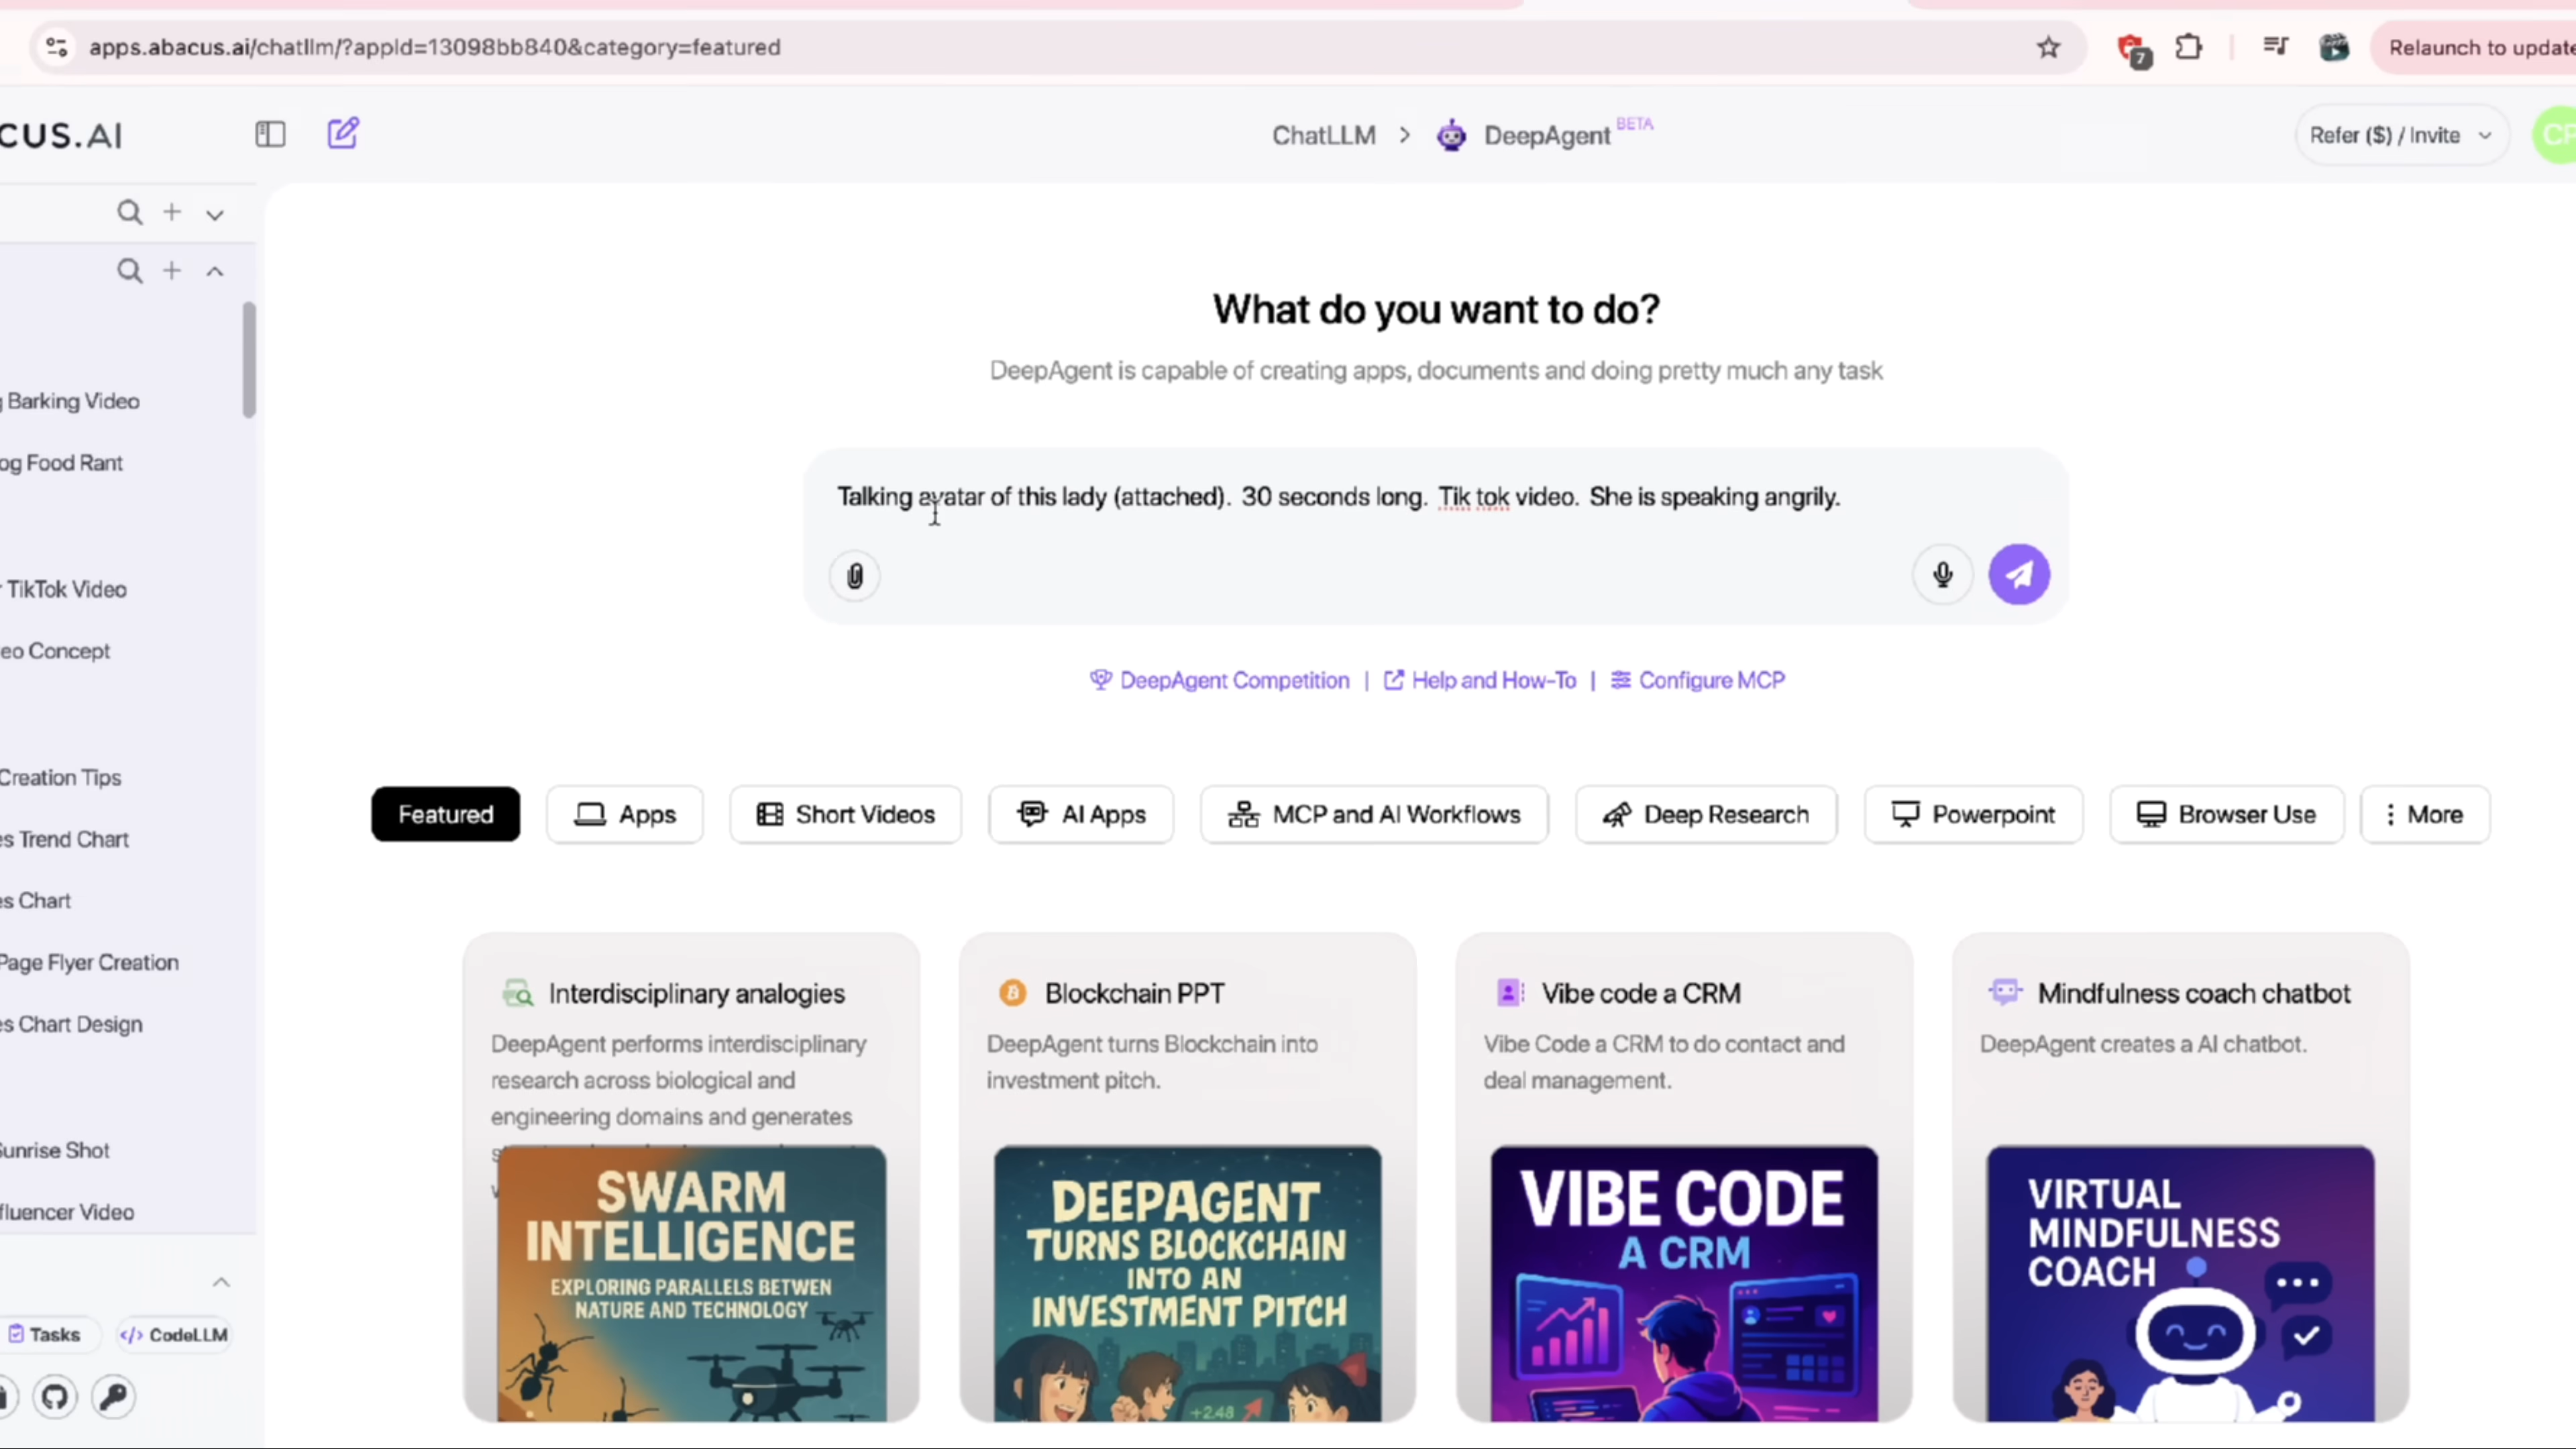 apps.abacus.ai/chatllm/?appId=13098bb840&category=featured
7
Relaunch to update
CUS.AI
ChatLLM > DeepAgent BETA
Refer ($) / Invite
CP
What do you want to do?
DeepAgent is capable of creating apps, documents and doing pretty much any task
Talking avatar of this lady (attached). 30 seconds long. Tik tok video. She is speaking angrily.
DeepAgent Competition | Help and How-To | Configure MCP
Barking Video
og Food Rant
TikTok Video
eo Concept
Creation Tips
es Trend Chart
es Chart
Page Flyer Creation
es Chart Design
Sunrise Shot
fluencer Video
Tasks
</> CodeLLM
Featured
Apps
Short Videos
AI Apps
MCP and AI Workflows
Deep Research
Powerpoint
Browser Use
More
Interdisciplinary analogies
DeepAgent performs interdisciplinary
research across biological and
engineering domains and generates
SWARM
INTELLIGENCE
EXPLORING PARALLELS BETWEN
NATURE AND TECHNOLOGY
Blockchain PPT
DeepAgent turns Blockchain into
investment pitch.
DEEPAGENT
TURNS BLOCKCHAIN
INTO AN
INVESTMENT PITCH
+2.48
Vibe code a CRM
Vibe Code a CRM to do contact and
deal management.
VIBE CODE
A CRM
Mindfulness coach chatbot
DeepAgent creates a AI chatbot.
VIRTUAL
MINDFULNESS
COACH